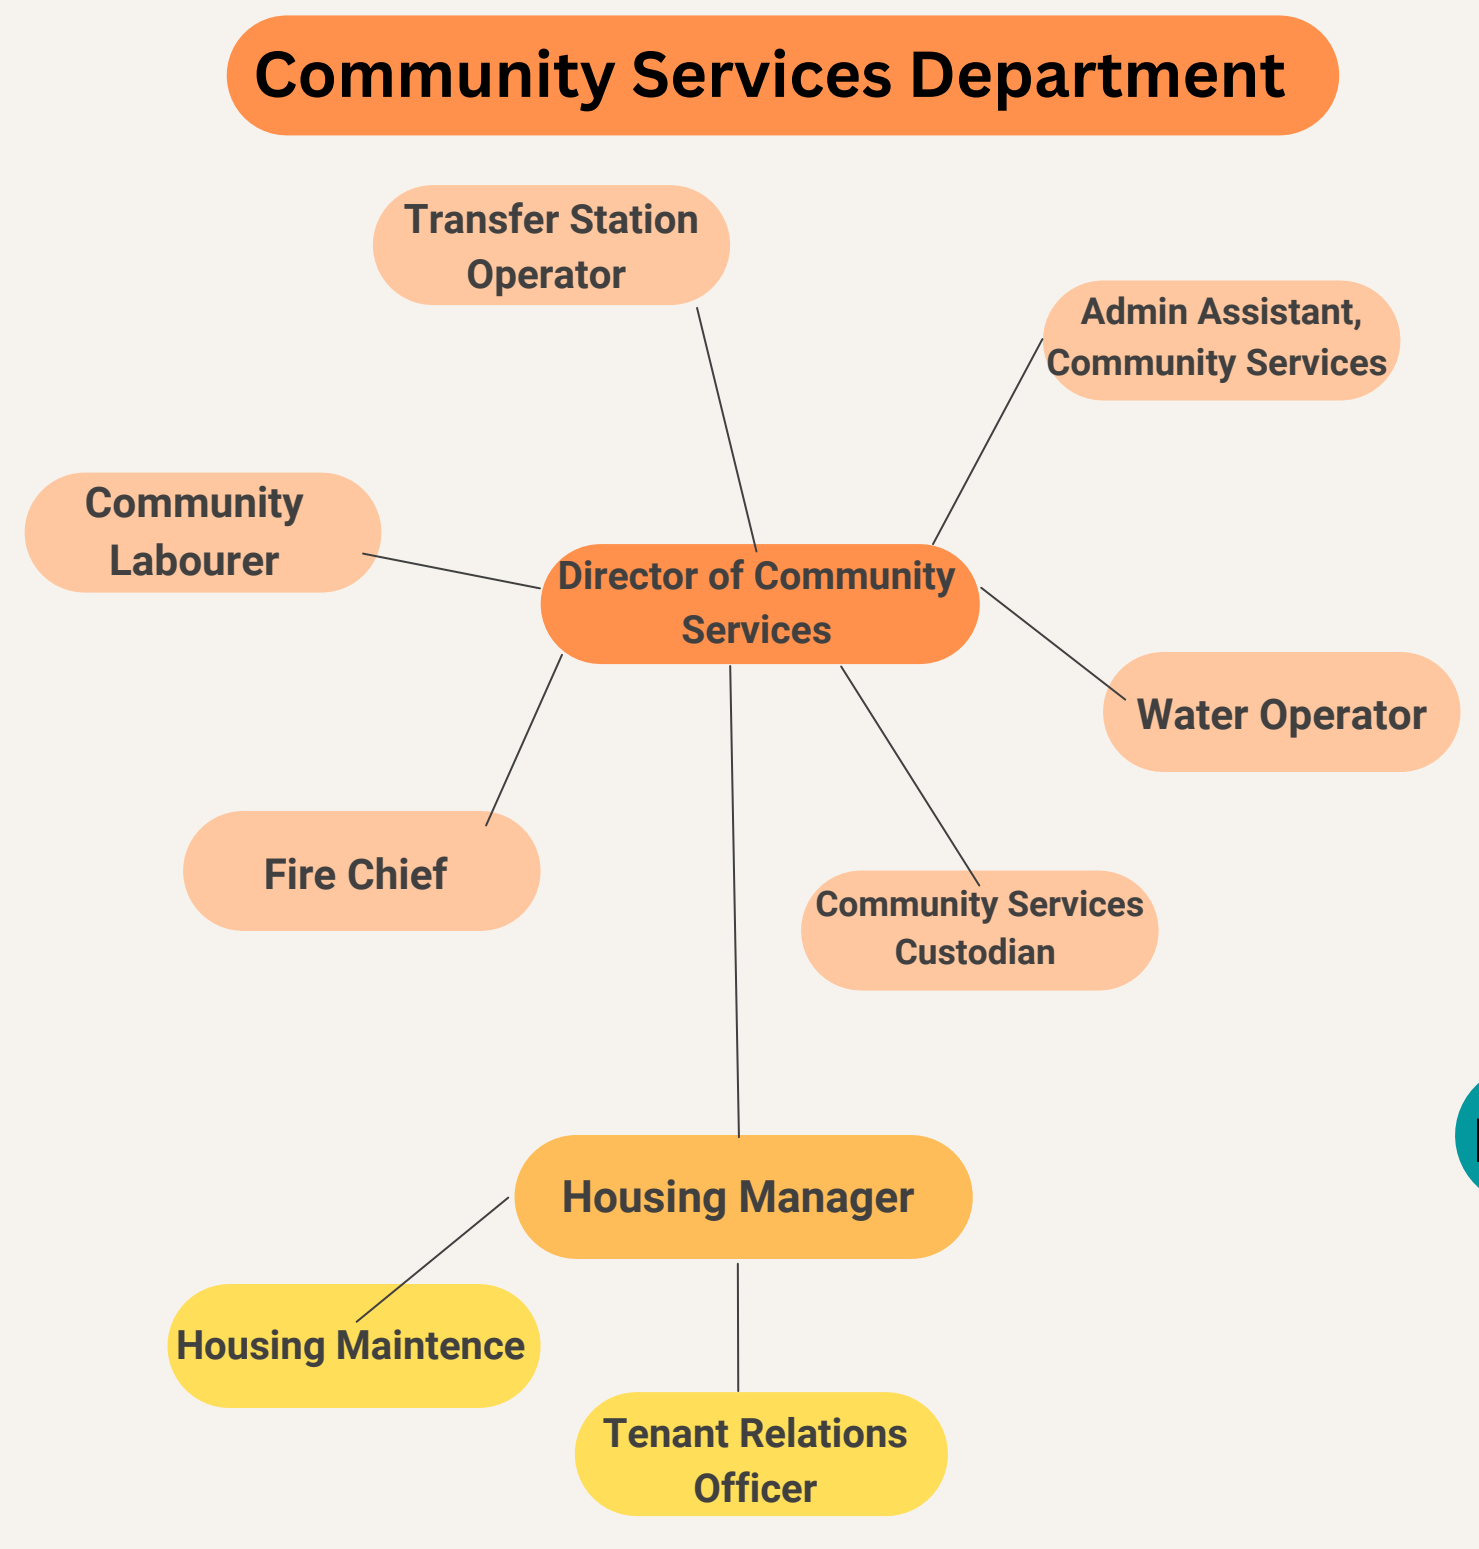 Community Services Department
Transfer Station
Operator
Admin Assistant,
Community Services
Community
Labourer
Director of Community
Services
Water Operator
Fire Chief
Community Services
Custodian
Housing Manager
Housing Maintence
Tenant Relations
Officer